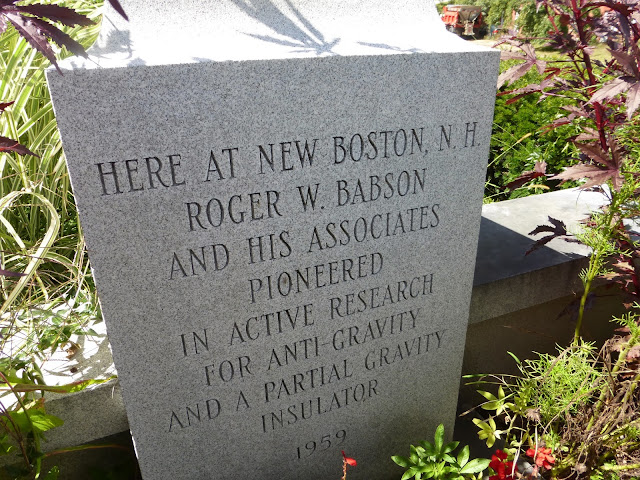 HERE AT NEW BOSTON, N. H.
ROGER W. BABSON
AND HIS ASSOCIATES
PIONEERED
IN ACTIVE RESEARCH
FOR ANTI-GRAVITY
AND A PARTIAL GRAVITY
INSULATOR
1959